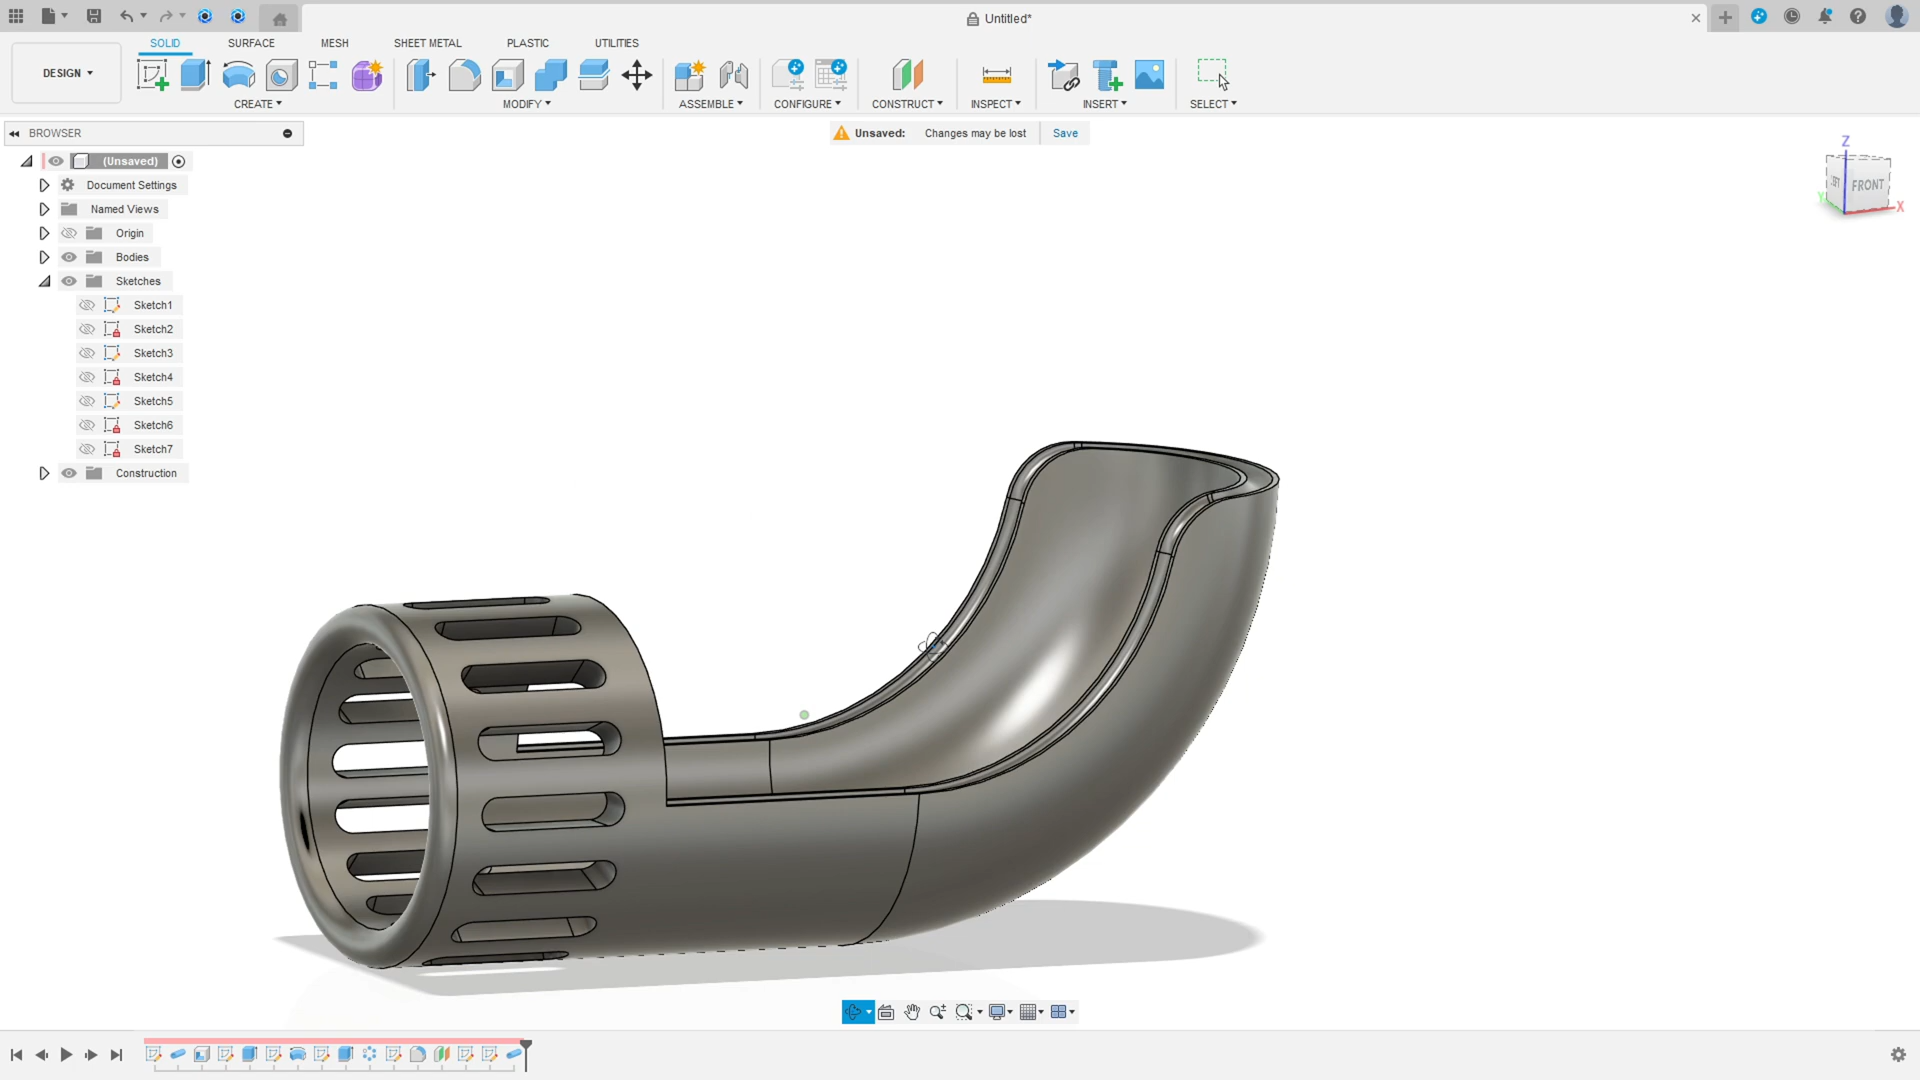 Untitled*
SOLID SURFACE MESH SHEET METAL PLASTIC UTILITIES
DESIGN
CREATE MODIFY ASSEMBLE CONFIGURE CONSTRUCT INSPECT INSERT SELECT
BROWSER
Unsaved: Changes may be lost Save
(Unsaved)
Document Settings
Named Views
Origin
Bodies
Sketches
Sketch1
Sketch2
Sketch3
Sketch4
Sketch5
Sketch6
Sketch7
Construction
Z
FRONT
Y
X